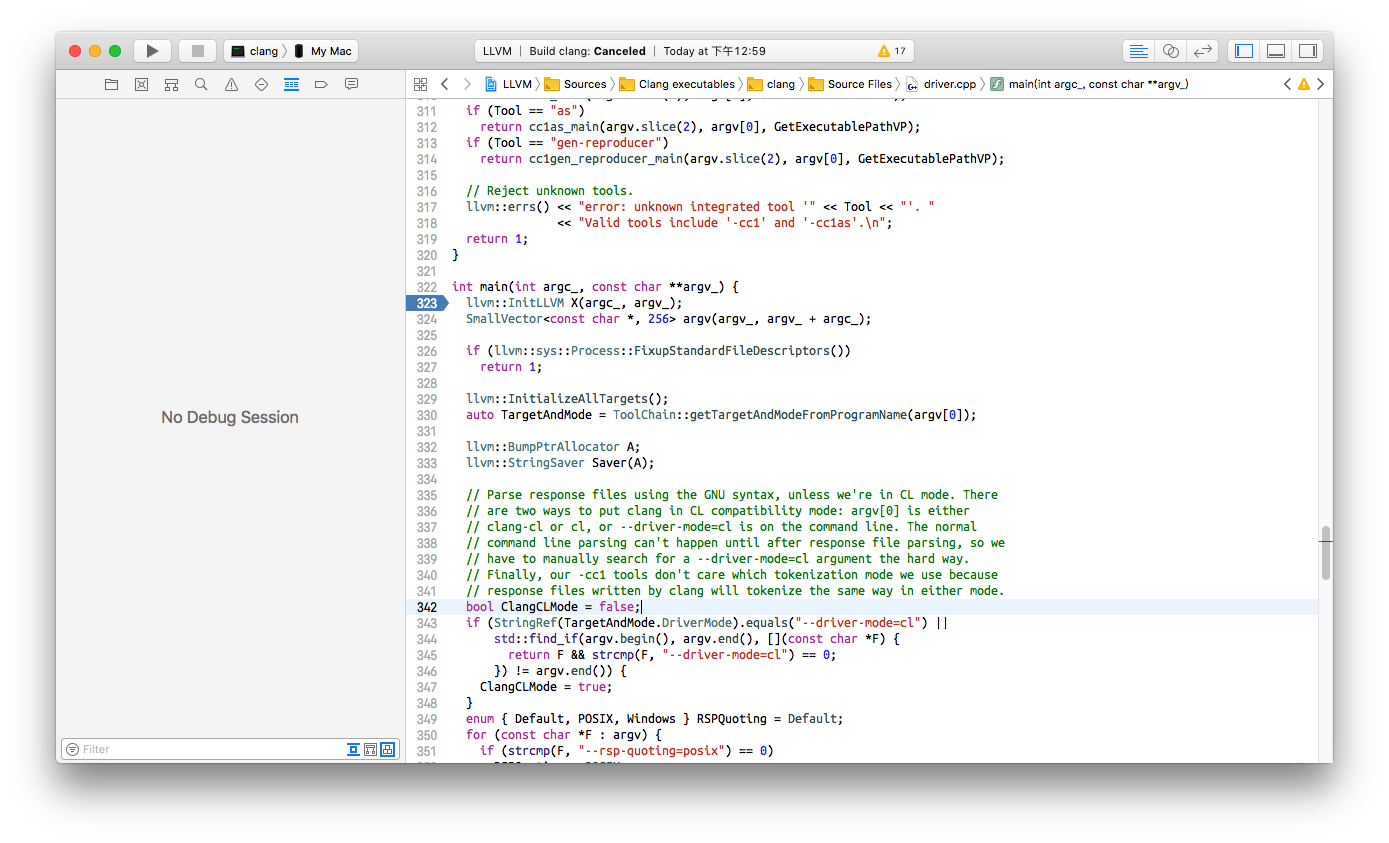 clang 〉 My Mac
LLVM | Build clang: Canceled | Today at 下午12:59
17
LLVM 〉 Sources 〉 Clang executables 〉 clang 〉 Source Files 〉 driver.cpp 〉 main(int argc_, const char **argv_)
No Debug Session
Filter
311   if (Tool == "as")
312     return cc1as_main(argv.slice(2), argv[0], GetExecutablePathVP);
313   if (Tool == "gen-reproducer")
314     return cc1gen_reproducer_main(argv.slice(2), argv[0], GetExecutablePathVP);
315
316   // Reject unknown tools.
317   llvm::errs() << "error: unknown integrated tool '" << Tool << "'. "
318                << "Valid tools include '-cc1' and '-cc1as'.\n";
319   return 1;
320 }
321
322 int main(int argc_, const char **argv_) {
323   llvm::InitLLVM X(argc_, argv_);
324   SmallVector<const char *, 256> argv(argv_, argv_ + argc_);
325
326   if (llvm::sys::Process::FixupStandardFileDescriptors())
327     return 1;
328
329   llvm::InitializeAllTargets();
330   auto TargetAndMode = ToolChain::getTargetAndModeFromProgramName(argv[0]);
331
332   llvm::BumpPtrAllocator A;
333   llvm::StringSaver Saver(A);
334
335   // Parse response files using the GNU syntax, unless we're in CL mode. There
336   // are two ways to put clang in CL compatibility mode: argv[0] is either
337   // clang-cl or cl, or --driver-mode=cl is on the command line. The normal
338   // command line parsing can't happen until after response file parsing, so we
339   // have to manually search for a --driver-mode=cl argument the hard way.
340   // Finally, our -cc1 tools don't care which tokenization mode we use because
341   // response files written by clang will tokenize the same way in either mode.
342   bool ClangCLMode = false;
343   if (StringRef(TargetAndMode.DriverMode).equals("--driver-mode=cl") ||
344       std::find_if(argv.begin(), argv.end(), [](const char *F) {
345         return F && strcmp(F, "--driver-mode=cl") == 0;
346       }) != argv.end()) {
347     ClangCLMode = true;
348   }
349   enum { Default, POSIX, Windows } RSPQuoting = Default;
350   for (const char *F : argv) {
351     if (strcmp(F, "--rsp-quoting=posix") == 0)